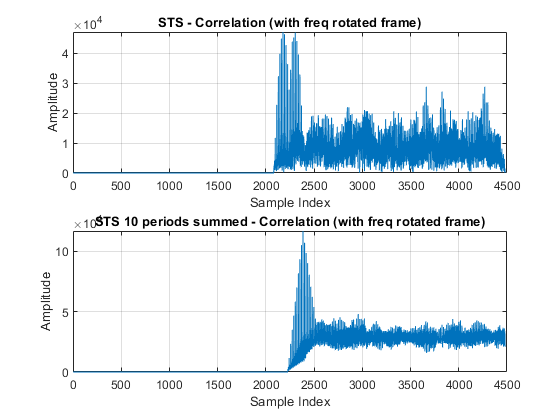 ×10⁴
STS - Correlation (with freq rotated frame)
4
3
2
1
0
Amplitude
0 500 1000 1500 2000 2500 3000 3500 4000 4500
Sample Index
STS 10 periods summed - Correlation (with freq rotated frame)
10
5
0
Amplitude
0 500 1000 1500 2000 2500 3000 3500 4000 4500
Sample Index